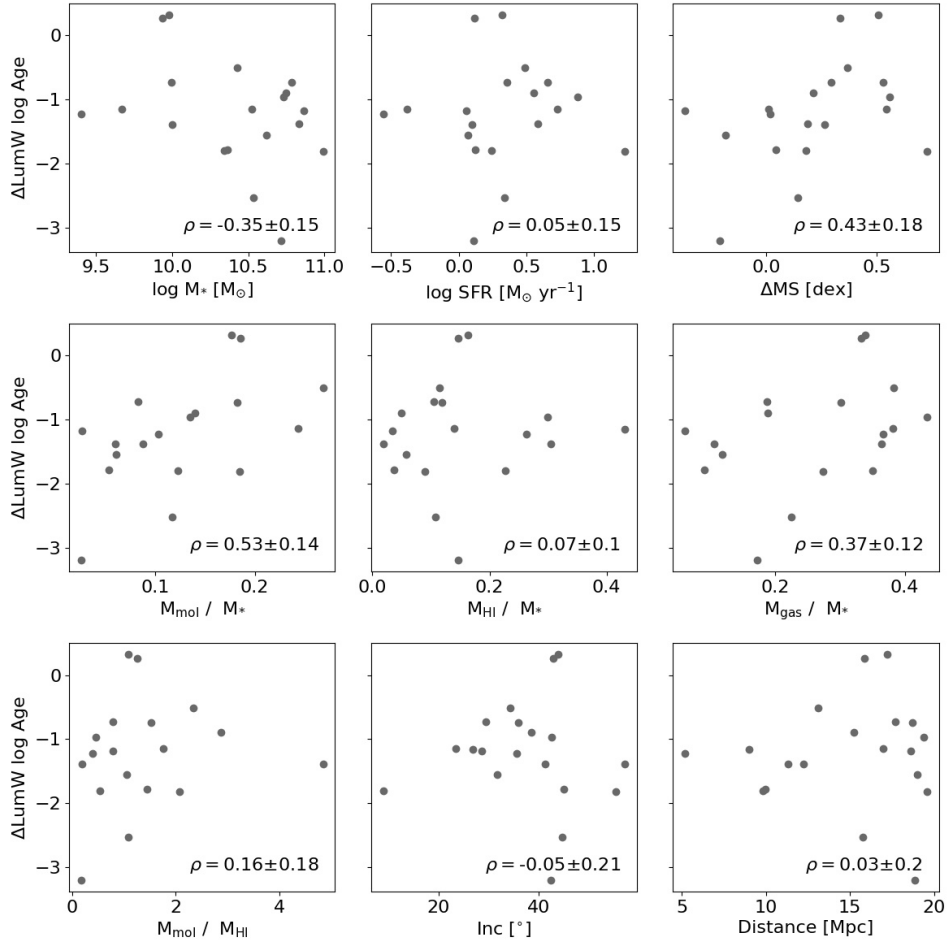 ΔLumW log Age
0
−1
−2
−3
ρ = -0.35±0.15
9.5 10.0 10.5 11.0
log M* [M⊙]
ρ = 0.05±0.15
−0.5 0.0 0.5 1.0
log SFR [M⊙ yr−1]
ρ = 0.43±0.18
0.0 0.5
ΔMS [dex]
ΔLumW log Age
0
−1
−2
−3
ρ = 0.53±0.14
0.1 0.2
Mmol / M*
ρ = 0.07±0.1
0.0 0.2 0.4
MHI / M*
ρ = 0.37±0.12
0.2 0.4
Mgas / M*
ΔLumW log Age
0
−1
−2
−3
ρ = 0.16±0.18
0 2 4
Mmol / MHI
ρ = -0.05±0.21
20 40
Inc [°]
ρ = 0.03±0.2
5 10 15 20
Distance [Mpc]